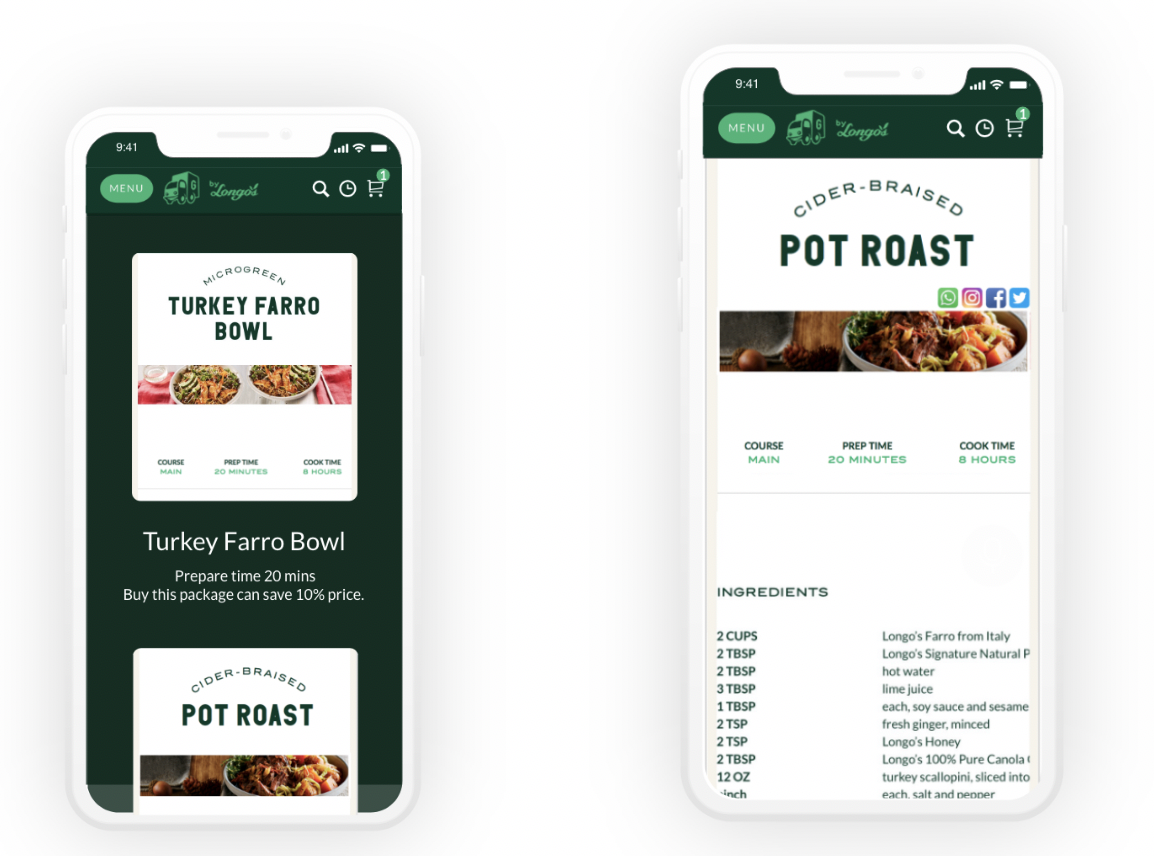 9:41
MENU
G
by Longo's
1
MICROGREEN
TURKEY FARRO
BOWL
COURSE PREP TIME COOK TIME
MAIN 20 MINUTES 8 HOURS
Turkey Farro Bowl
Prepare time 20 mins
Buy this package can save 10% price.
CIDER-BRAISED
POT ROAST
9:41
MENU
G
by Longo's
1
CIDER-BRAISED
POT ROAST
COURSE PREP TIME COOK TIME
MAIN 20 MINUTES 8 HOURS
INGREDIENTS
2 CUPS Longo's Farro from Italy
2 TBSP Longo's Signature Natural P
2 TBSP hot water
3 TBSP lime juice
1 TBSP each, soy sauce and sesame
2 TSP fresh ginger, minced
2 TSP Longo's Honey
2 TBSP Longo's 100% Pure Canola
12 OZ turkey scallopini, sliced into
pinch each, salt and pepper